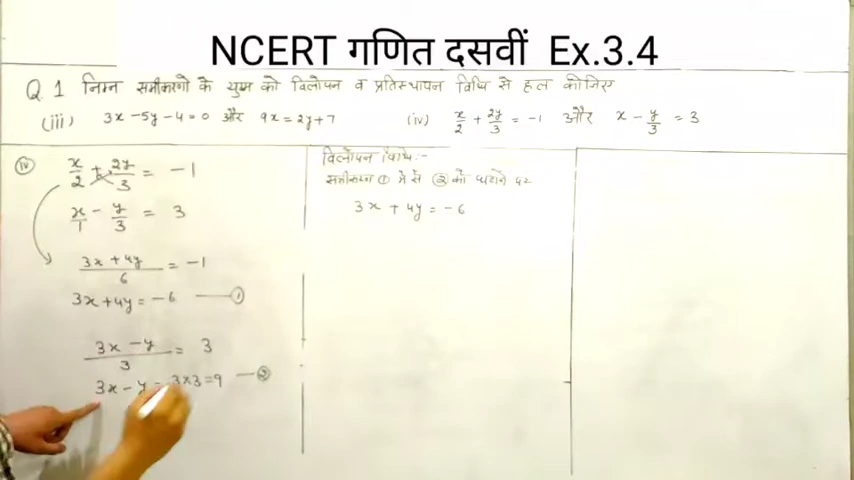 NCERT गणित दसवीं Ex.3.4
Q.1 निम्न समीकरणो के युग्म को विलोपन व प्रतिस्थापन विधि से हल कीजिए
(iii) 3x -5y -4=0 और 9x = 2y+7 (iv) x/2 + 2y/3 = -1 और x - y/3 = 3
(iv) x/2 + 2y/3 = -1
x/1 - y/3 = 3
(3x + 4y)/6 = -1
3x+4y = -6 —— ①
(3x -y)/3 = 3
3x - y = 3×3=9 — ②
विलोपन विधि:-
समीकरण ① में से ② को घटाने पर
3x + 4y = -6